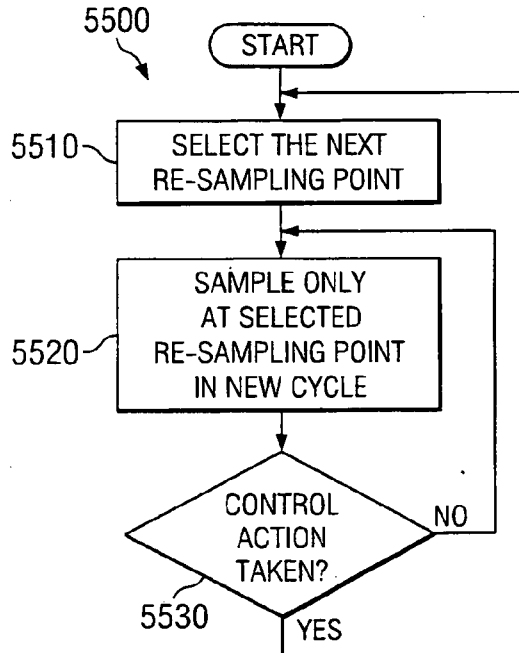 5500
START
5510
SELECT THE NEXT
RE-SAMPLING POINT
5520
SAMPLE ONLY
AT SELECTED
RE-SAMPLING POINT
IN NEW CYCLE
CONTROL
ACTION
TAKEN?
NO
5530
YES